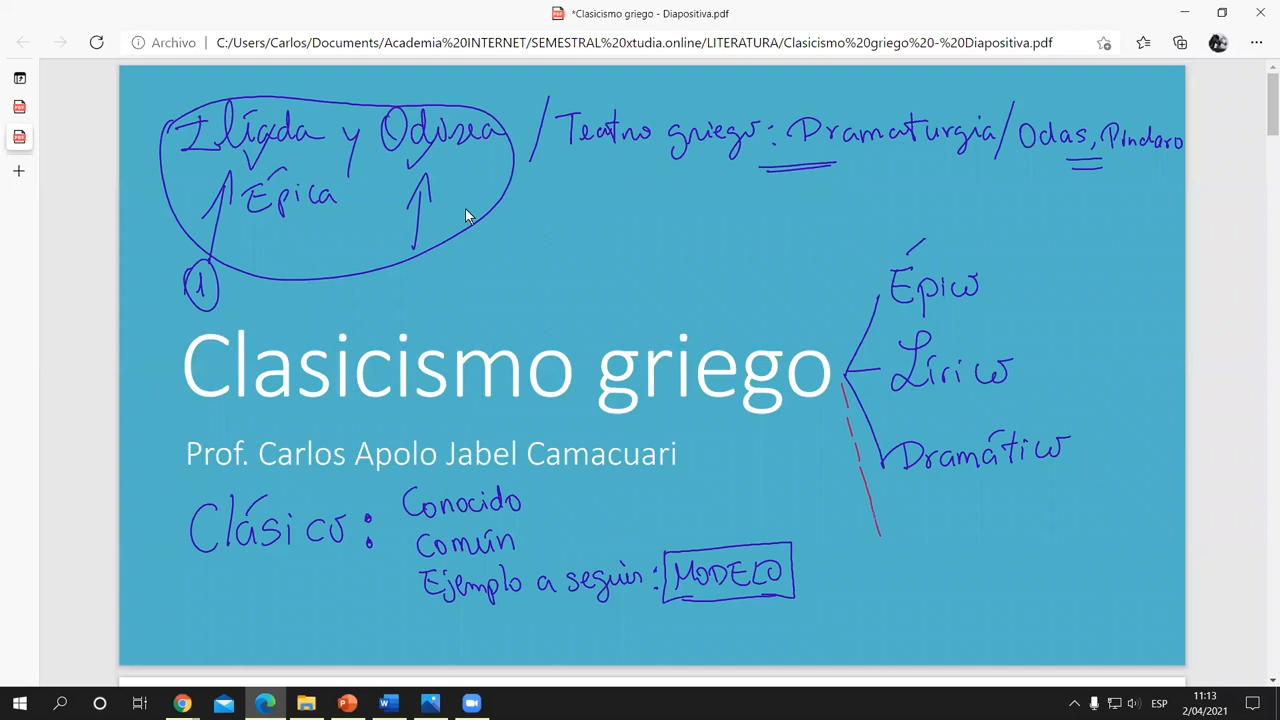 *Clasicismo griego - Diapositiva.pdf
Archivo
C:/Users/Carlos/Documents/Academia%20INTERNET/SEMESTRAL%20xtudia.online/LITERATURA/Clasicismo%20griego%20-%20Diapositiva.pdf
Ilíada y Odisea / Teatro griego: Dramaturgia / Odas, Píndaro
Épica
1
Épico
Clasicismo griego
Lírico
Prof. Carlos Apolo Jabel Camacuari
Dramático
Clásico: Conocido
Común
Ejemplo a seguir: MODELO
ESP
11:13
2/04/2021